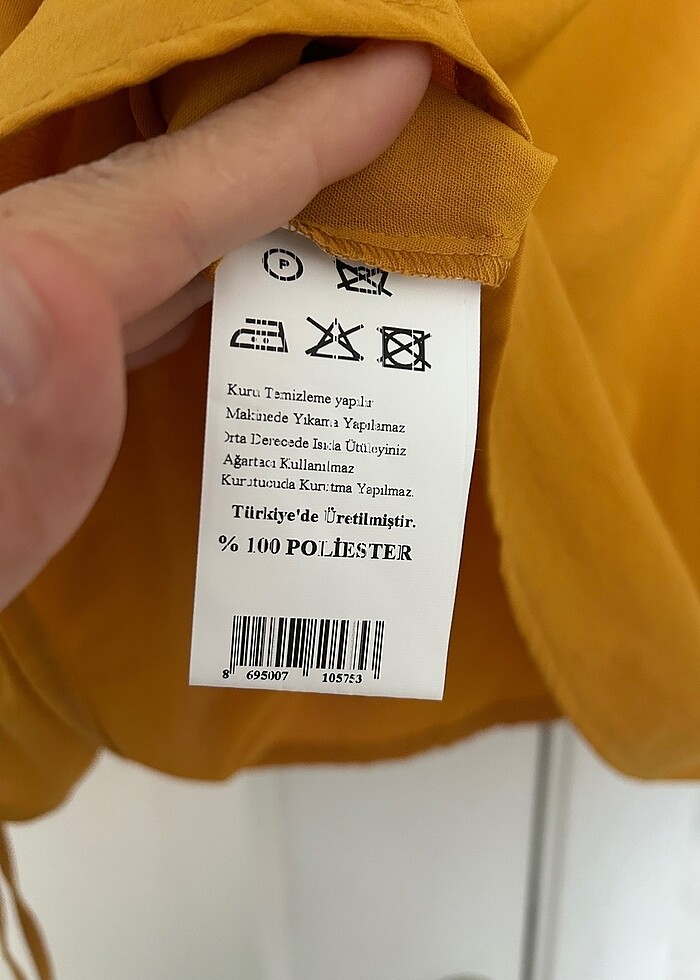 P
Kuru Temizleme yapılır
Makinede Yıkama Yapılamaz
Orta Derecede Isıda Ütüleyiniz
Ağartacı Kullanılmaz
Kurutucuda Kurutma Yapılmaz.
Türkiye'de Üretilmiştir.
% 100 POLİESTER
8 695007 105753